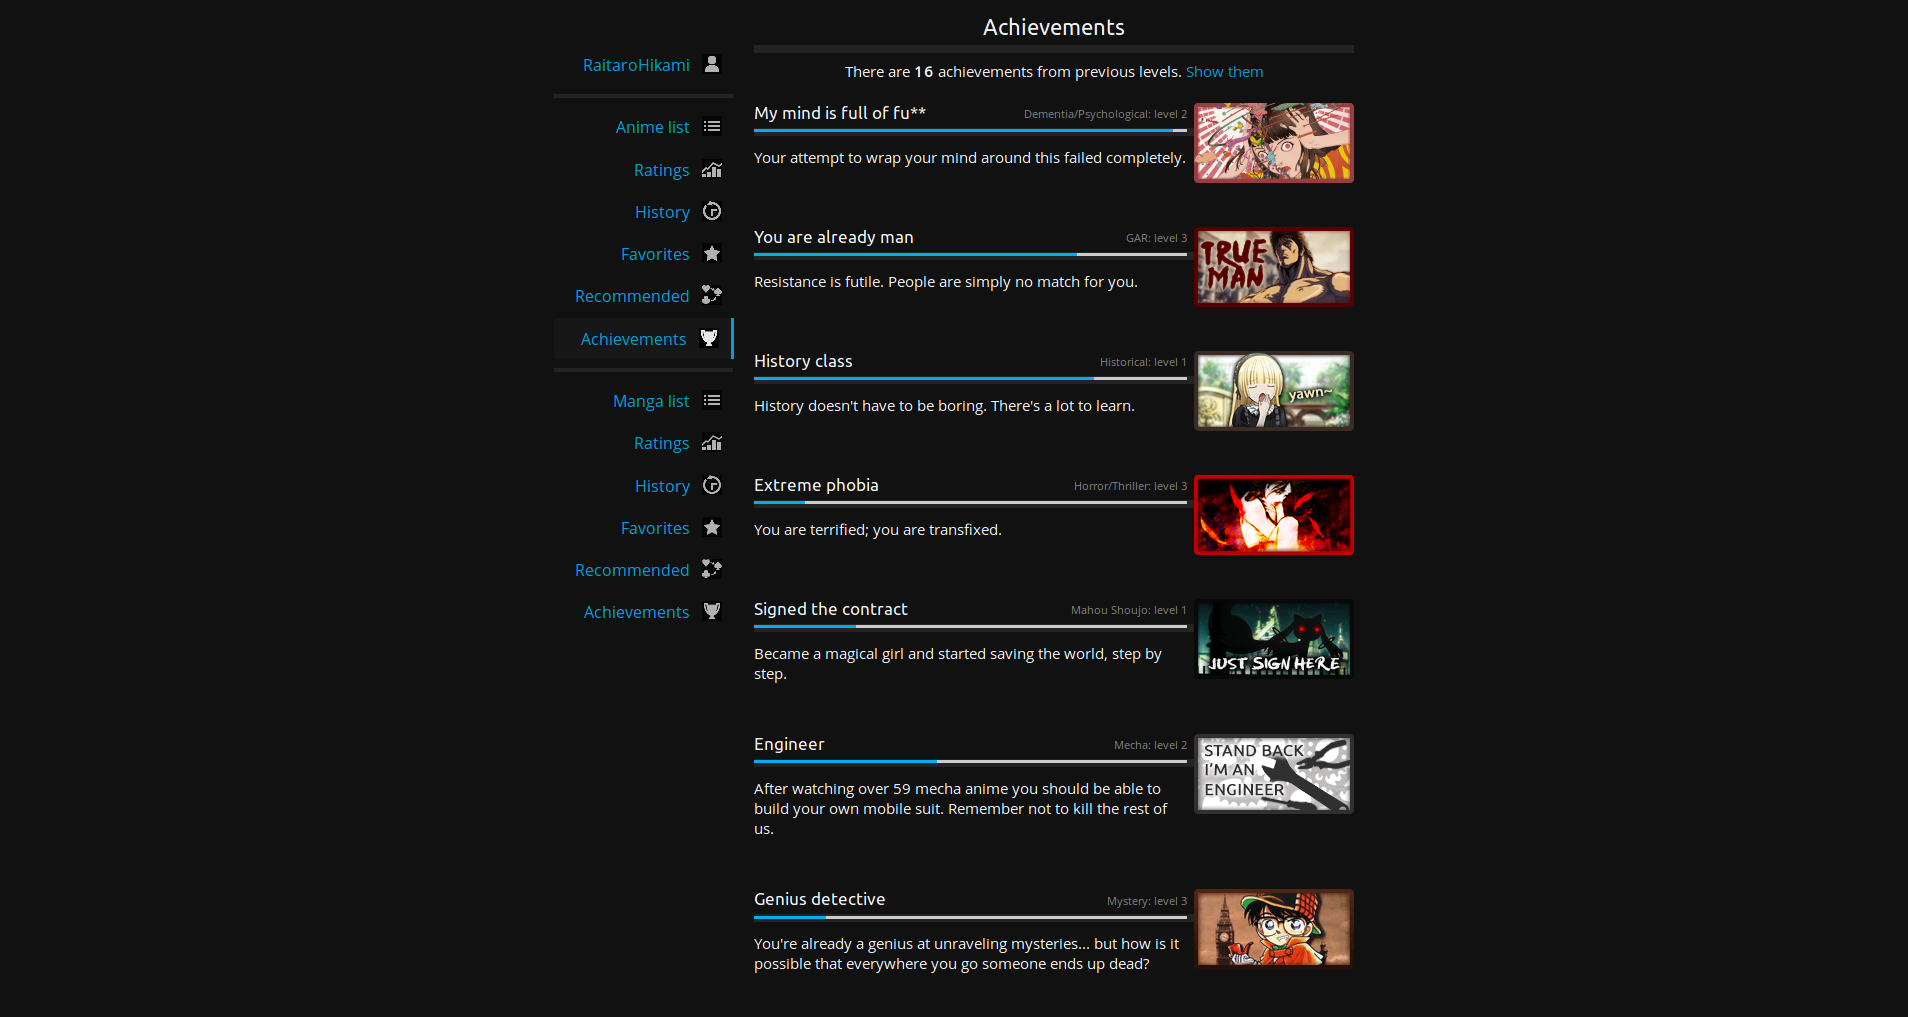 Achievements
RaitaroHikami
Anime list
Ratings
History
Favorites
Recommended
Achievements
Manga list
Ratings
History
Favorites
Recommended
Achievements
There are 16 achievements from previous levels. Show them
My mind is full of fu**
Dementia/Psychological: level 2
Your attempt to wrap your mind around this failed completely.
You are already man
GAR: level 3
Resistance is futile. People are simply no match for you.
TRUE
MAN
History class
Historical: level 1
History doesn't have to be boring. There's a lot to learn.
yawn~
Extreme phobia
Horror/Thriller: level 3
You are terrified; you are transfixed.
Signed the contract
Mahou Shoujo: level 1
Became a magical girl and started saving the world, step by
step.
JUST SIGN HERE
Engineer
Mecha: level 2
After watching over 59 mecha anime you should be able to
build your own mobile suit. Remember not to kill the rest of
us.
STAND BACK
I'M AN
ENGINEER
Genius detective
Mystery: level 3
You're already a genius at unraveling mysteries... but how is it
possible that everywhere you go someone ends up dead?